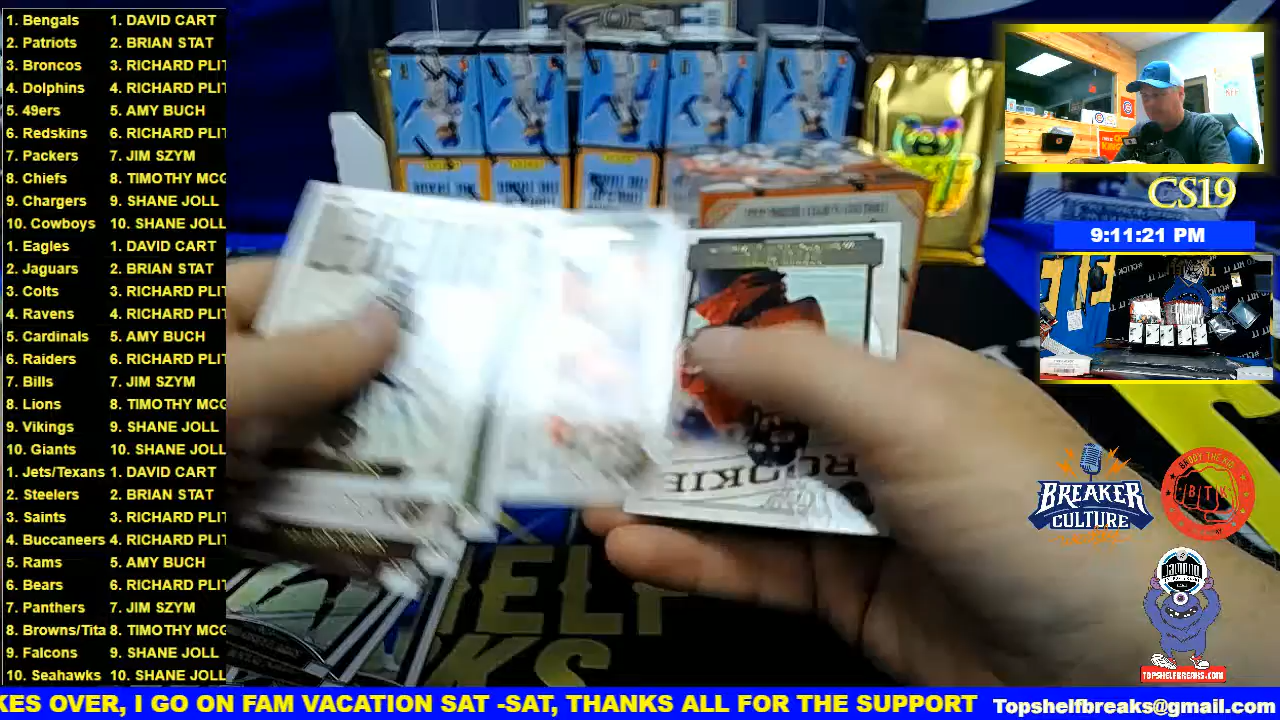 1. Bengals 1. DAVID CART
2. Patriots 2. BRIAN STAT
3. Broncos 3. RICHARD PLIT
4. Dolphins 4. RICHARD PLIT
5. 49ers 5. AMY BUCH
6. Redskins 6. RICHARD PLIT
7. Packers 7. JIM SZYM
8. Chiefs 8. TIMOTHY MCG
9. Chargers 9. SHANE JOLL
10. Cowboys 10. SHANE JOLL
1. Eagles 1. DAVID CART
2. Jaguars 2. BRIAN STAT
3. Colts 3. RICHARD PLIT
4. Ravens 4. RICHARD PLIT
5. Cardinals 5. AMY BUCH
6. Raiders 6. RICHARD PLIT
7. Bills 7. JIM SZYM
8. Lions 8. TIMOTHY MCG
9. Vikings 9. SHANE JOLL
10. Giants 10. SHANE JOLL
1. Jets/Texans 1. DAVID CART
2. Steelers 2. BRIAN STAT
3. Saints 3. RICHARD PLIT
4. Buccaneers 4. RICHARD PLIT
5. Rams 5. AMY BUCH
6. Bears 6. RICHARD PLIT
7. Panthers 7. JIM SZYM
8. Browns/Tita 8. TIMOTHY MCG
9. Falcons 9. SHANE JOLL
10. Seahawks 10. SHANE JOLL
CS19
9:11:21 PM
ROOKIE
BREAKER
CULTURE
BTK
TOPSHELFBREAKS.COM
KES OVER, I GO ON FAM VACATION SAT -SAT, THANKS ALL FOR THE SUPPORT
Topshelfbreaks@gmail.com